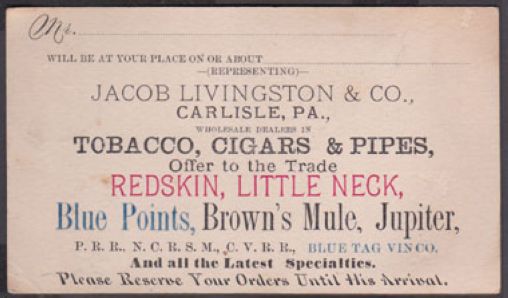 Mr.
WILL BE AT YOUR PLACE ON OR ABOUT
—(REPRESENTING)—
JACOB LIVINGSTON & CO.,
CARLISLE, PA.,
WHOLESALE DEALERS IN
TOBACCO, CIGARS & PIPES,
Offer to the Trade
REDSKIN, LITTLE NECK,
Blue Points, Brown's Mule, Jupiter,
P. R. R., N. C. R. S. M., C. V. R. R., BLUE TAG VINCO.
And all the Latest Specialties.
Please Reserve Your Orders Until His Arrival.